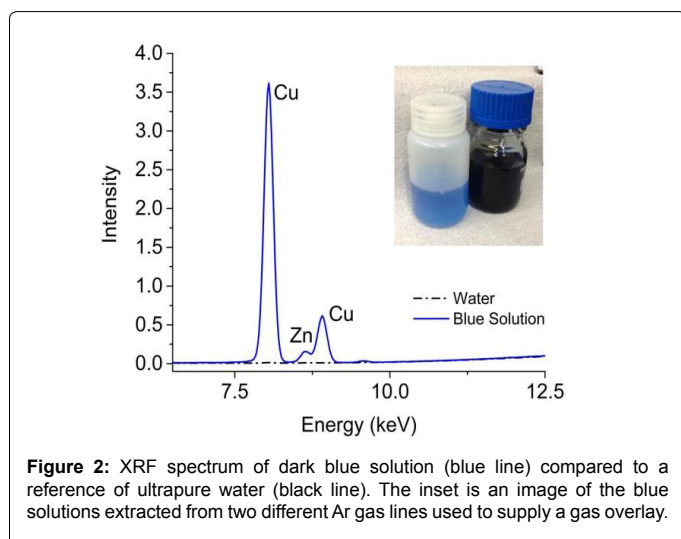 4.0
3.5
3.0
2.5
2.0
1.5
1.0
0.5
0.0
Intensity
Cu
Zn
Cu
Water
Blue Solution
7.5 10.0 12.5
Energy (keV)
Figure 2: XRF spectrum of dark blue solution (blue line) compared to a
reference of ultrapure water (black line). The inset is an image of the blue
solutions extracted from two different Ar gas lines used to supply a gas overlay.